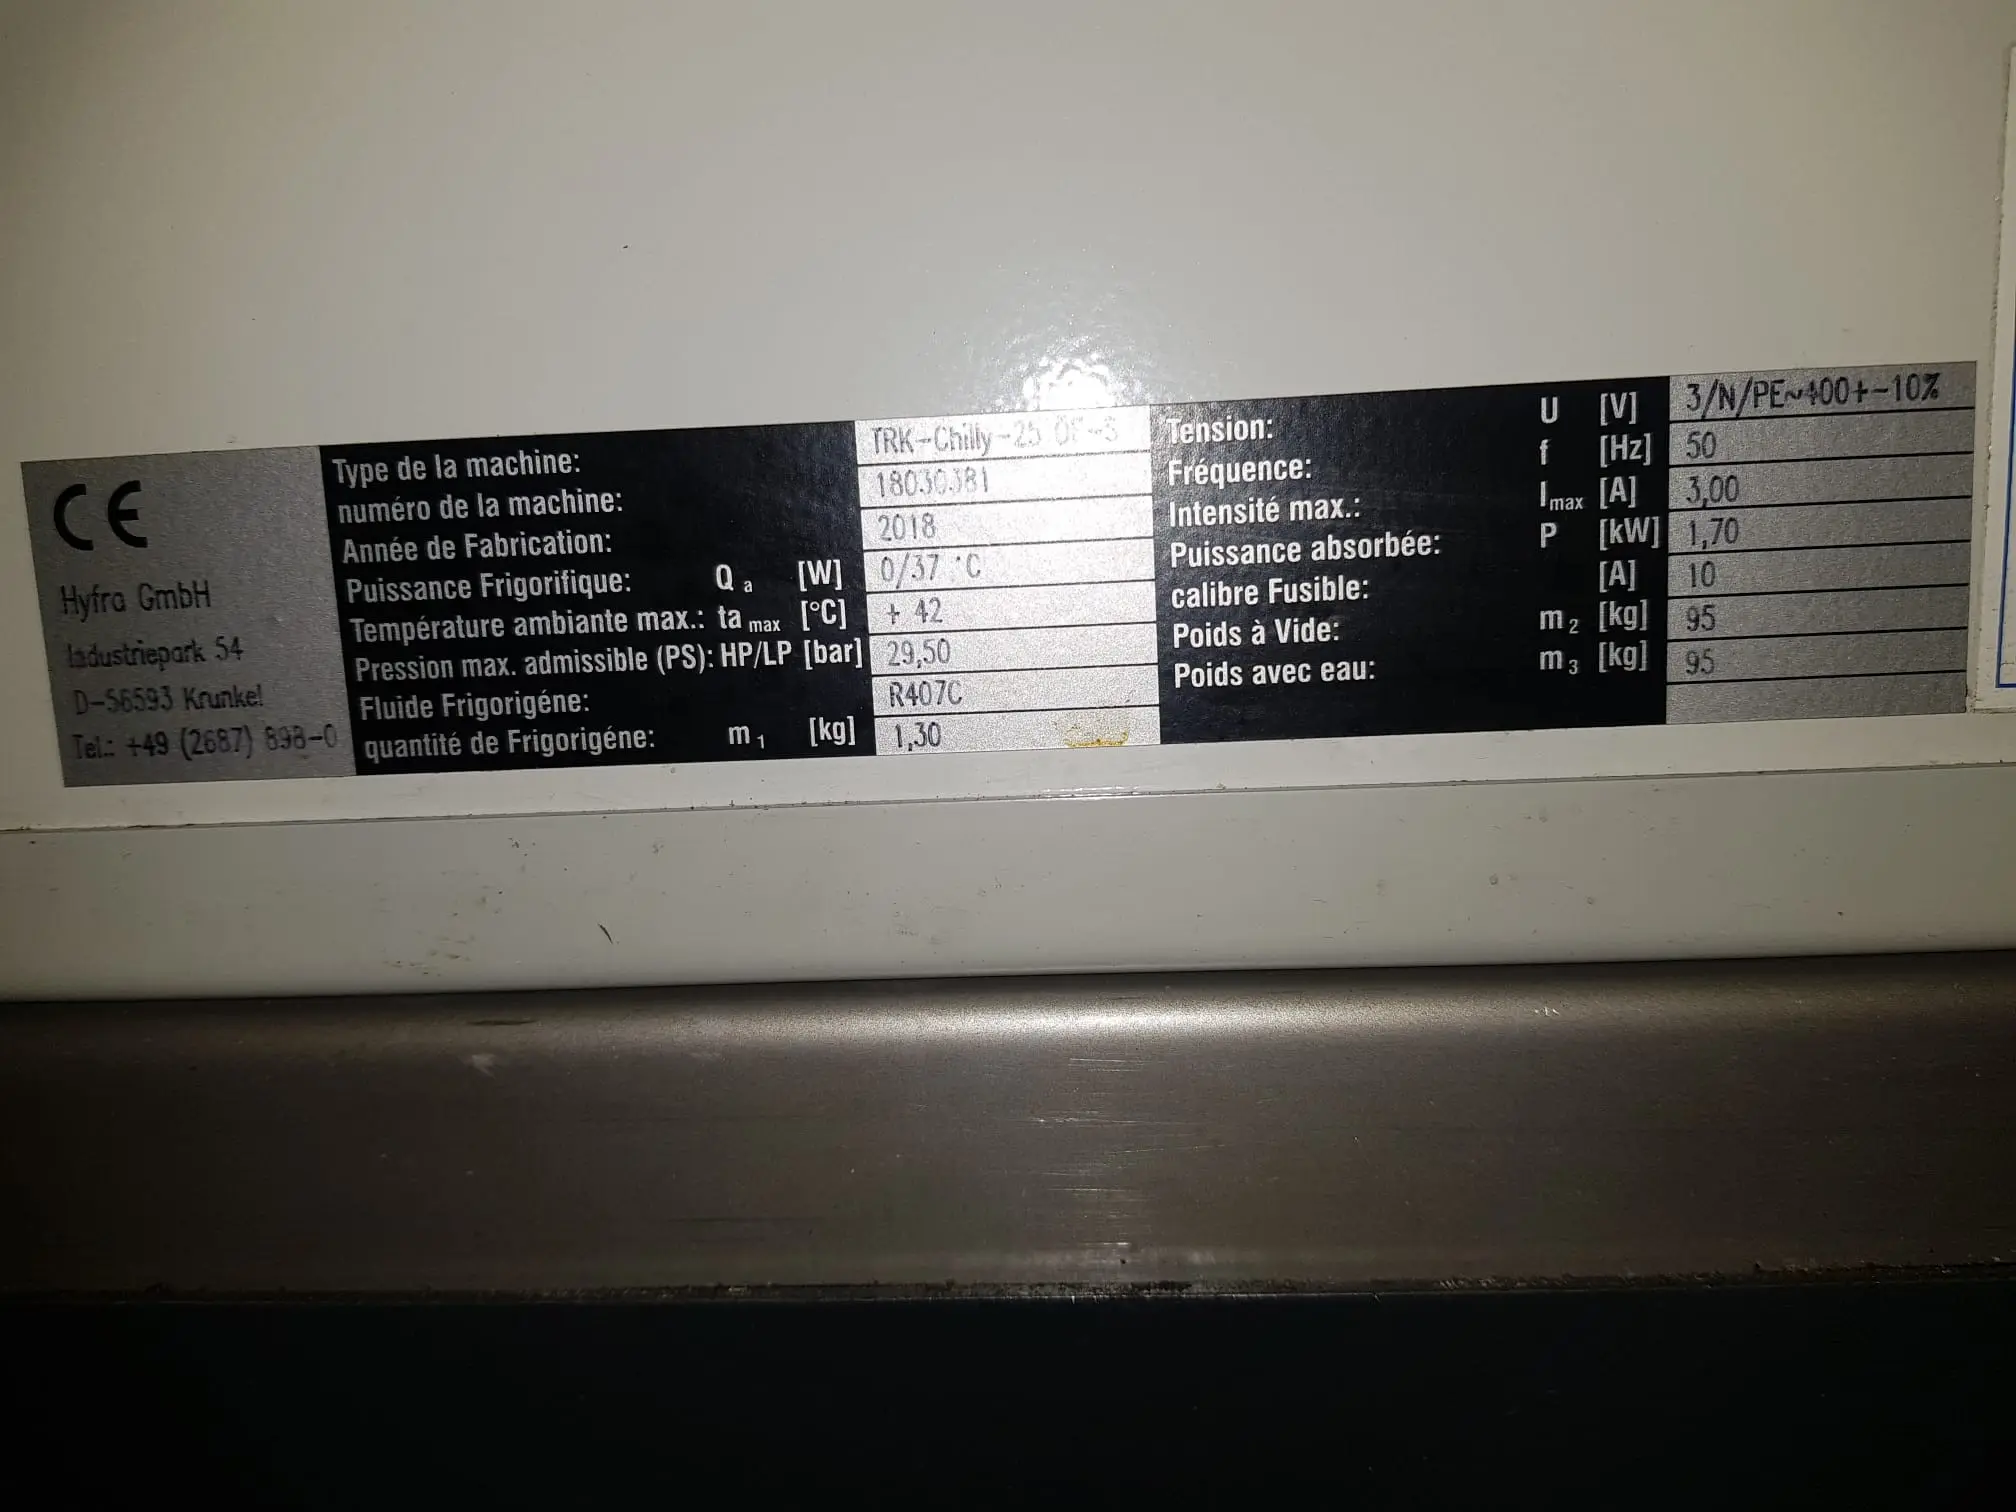 CE
Hyfra GmbH
Industriepark 54
D-56593 Krunkel
Tel.: +49 (2687) 898-0
Type de la machine: TRK-Chilly-25
numéro de la machine: 18030381
Année de Fabrication: 2018
Puissance Frigorifique: Q a [W] 0/37 °C
Température ambiante max.: ta max [°C] + 42
Pression max. admissible (PS): HP/LP [bar] 29,50
Fluide Frigorigéne: R407C
quantité de Frigorigéne: m 1 [kg] 1,30
Tension: U [V] 3/N/PE~400+-10%
Fréquence: f [Hz] 50
Intensité max.: I max [A] 3,00
Puissance absorbée: P [kW] 1,70
calibre Fusible: [A] 10
Poids à Vide: m 2 [kg] 95
Poids avec eau: m 3 [kg] 95